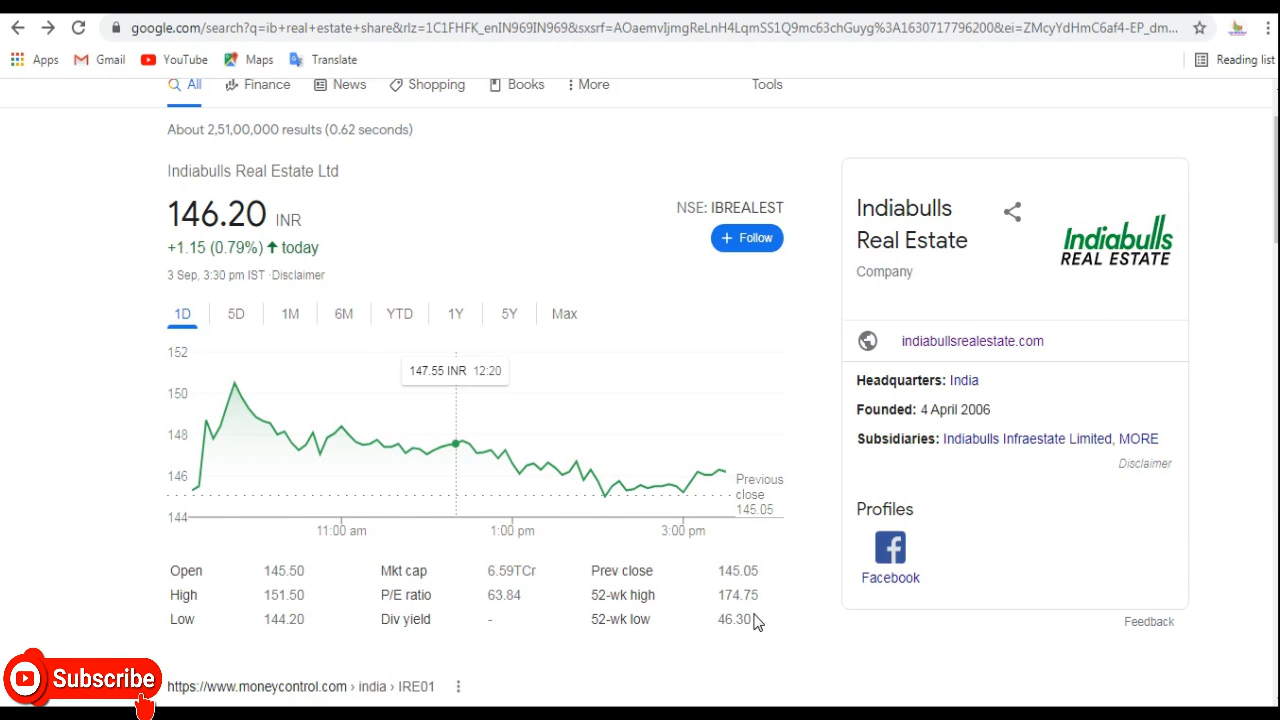 google.com/search?q=ib+real+estate+share&rlz=1C1FHFK_enIN969IN969&sxsrf=AOaemvIjmgReLnH4LqmSS1Q9mc63chGuyg%3A1630717796200&ei=ZMcyYdHmC6af4-EP_dm...
Apps Gmail YouTube Maps Translate Reading list
All Finance News Shopping Books More Tools
About 2,51,00,000 results (0.62 seconds)
Indiabulls Real Estate Ltd
146.20 INR
NSE: IBREALEST
+ Follow
+1.15 (0.79%) ↑ today
3 Sep, 3:30 pm IST ·Disclaimer
1D 5D 1M 6M YTD 1Y 5Y Max
152
147.55 INR 12:20
150
148
146
Previous
close
145.05
144
11:00 am 1:00 pm 3:00 pm
Open 145.50 Mkt cap 6.59TCr Prev close 145.05
High 151.50 P/E ratio 63.84 52-wk high 174.75
Low 144.20 Div yield - 52-wk low 46.30
https://www.moneycontrol.com › india › IRE01
Subscribe
Indiabulls
Real Estate
Company
Indiabulls
REAL ESTATE
indiabullsrealestate.com
Headquarters: India
Founded: 4 April 2006
Subsidiaries: Indiabulls Infraestate Limited, MORE
Disclaimer
Profiles
Facebook
Feedback